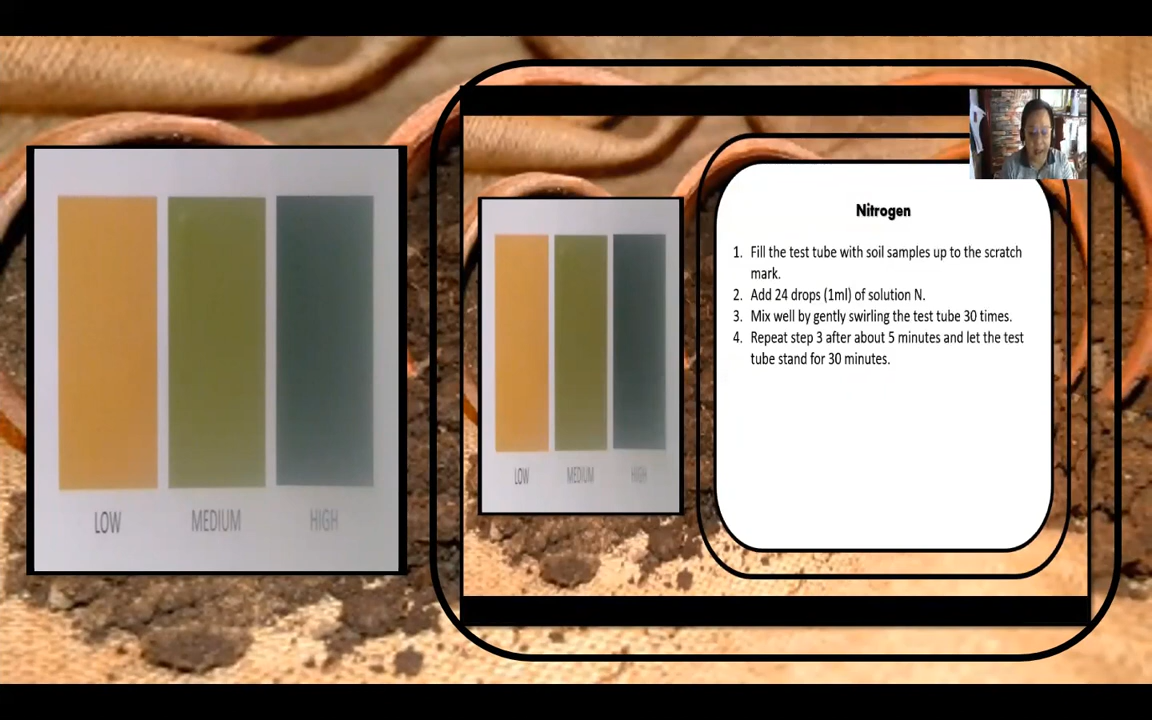 LOW MEDIUM HIGH
LOW MEDIUM HIGH
Nitrogen
1. Fill the test tube with soil samples up to the scratch
mark.
2. Add 24 drops (1ml) of solution N.
3. Mix well by gently swirling the test tube 30 times.
4. Repeat step 3 after about 5 minutes and let the test
tube stand for 30 minutes.